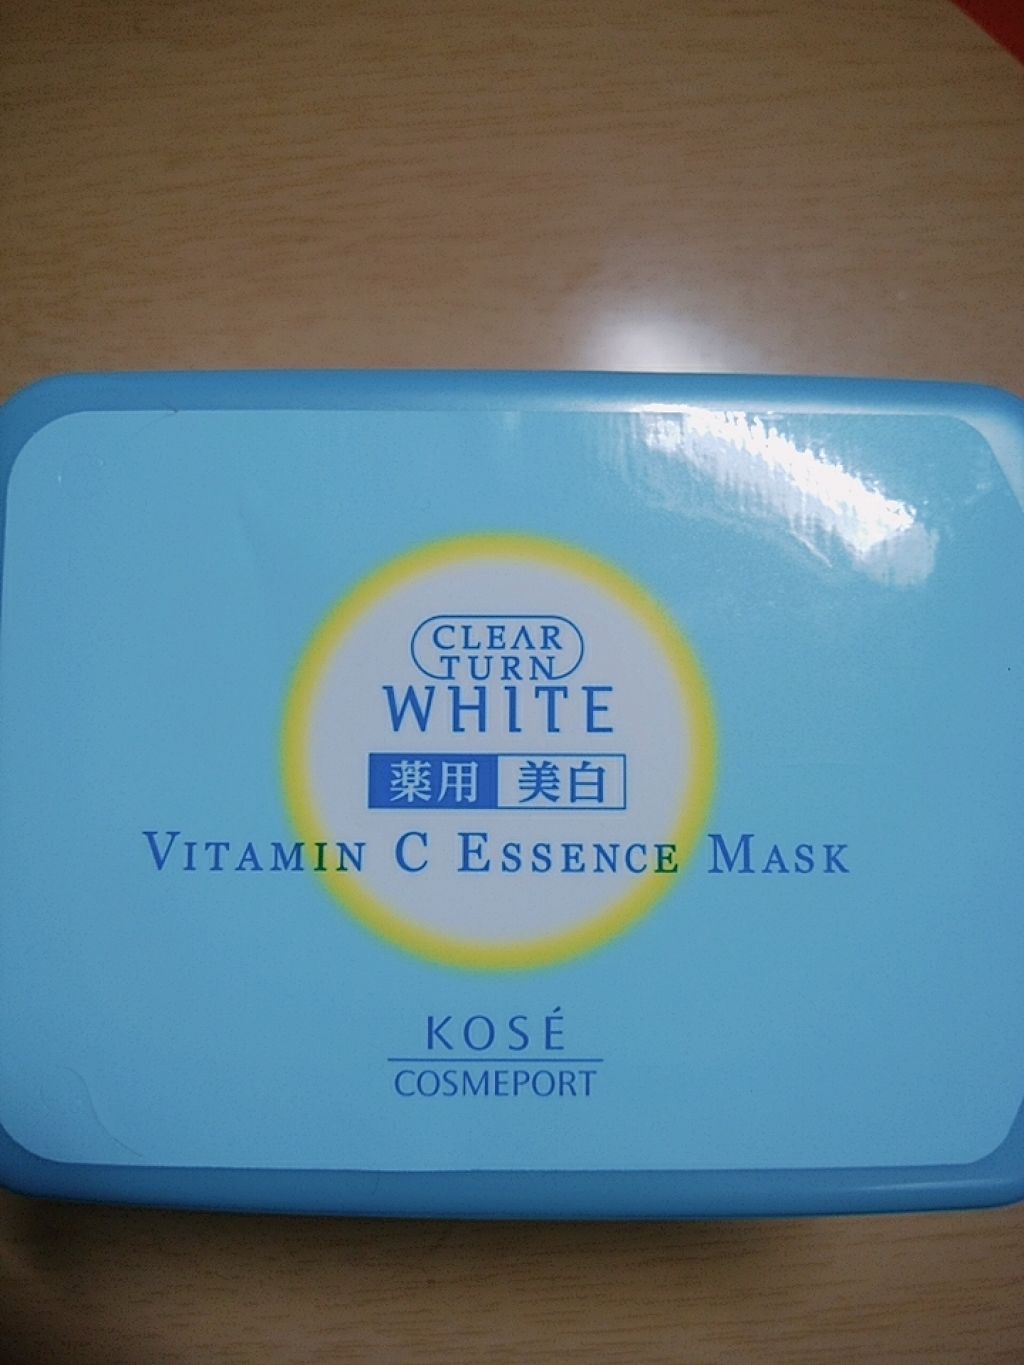 CLEAR
TURN
WHITE
薬用 美白
VITAMIN C ESSENCE MASK
KOSÉ
COSMEPORT